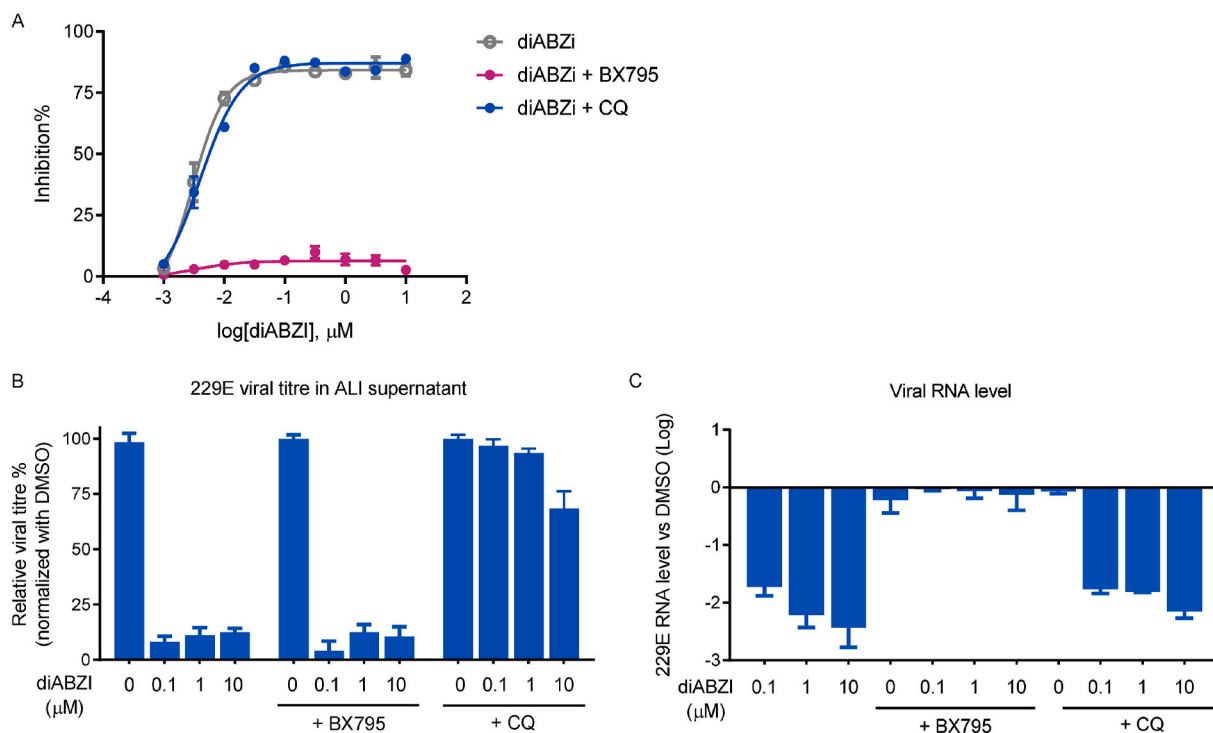 A
100%
75
50
25
0
Inhibition%
-4
-3
-2
-1
0
1
2
log[diABZI], μM
diABZi
diABZi + BX795
diABZi + CQ
B
229E viral titre in ALI supernatant
Relative viral titre %
(normalized with DMSO)
100
75
50
25
0
diABZI
(μM)
0 0.1 1 10
0 0.1 1 10
0 0.1 1 10
+ BX795
+ CQ
C
Viral RNA level
229E RNA level vs DMSO (Log)
1
0
-1
-2
-3
diABZI
(μM)
0.1 1 10
0 0.1 1 10
0 0.1 1 10
+ BX795
+ CQ